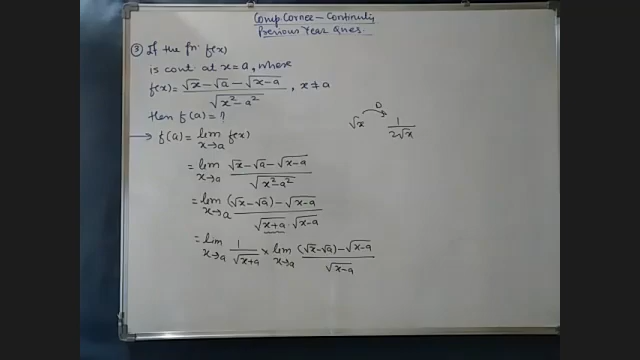 Comp. Corner – Continuity
Previous Year Ques.
③ If the fn. f(x)
is cont. at x=a, where
f(x) = (√x − √a − √(x−a)) / √(x²−a²), x ≠ a
then f(a) = ?
√x →(D) 1/(2√x)
→ f(a) = lim x→a f(x)
= lim x→a (√x − √a − √(x−a)) / √(x²−a²)
= lim x→a ((√x − √a) − √(x−a)) / (√(x+a) · √(x−a))
= lim x→a 1/√(x+a) × lim x→a ((√x − √a) − √(x−a)) / √(x−a)